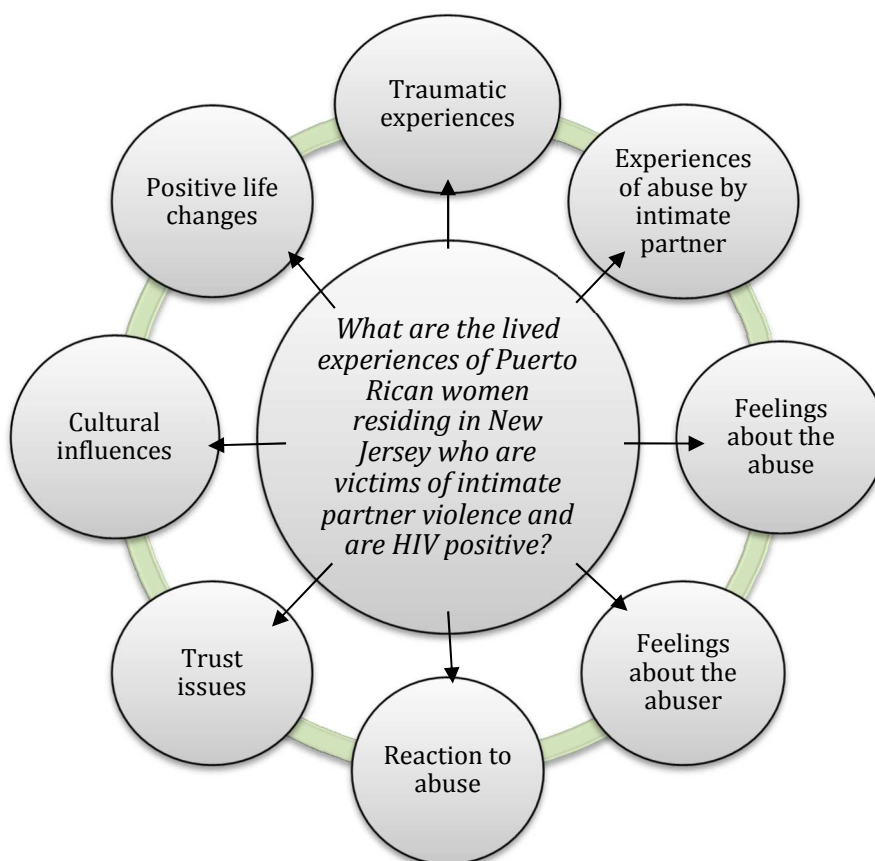 Traumatic
experiences
Experiences
of abuse by
intimate
partner
Positive life
changes
What are the lived
experiences of Puerto
Rican women
residing in New
Jersey who are
victims of intimate
partner violence and
are HIV positive?
Cultural
influences
Feelings
about the
abuse
Trust
issues
Feelings
about the
abuser
Reaction to
abuse